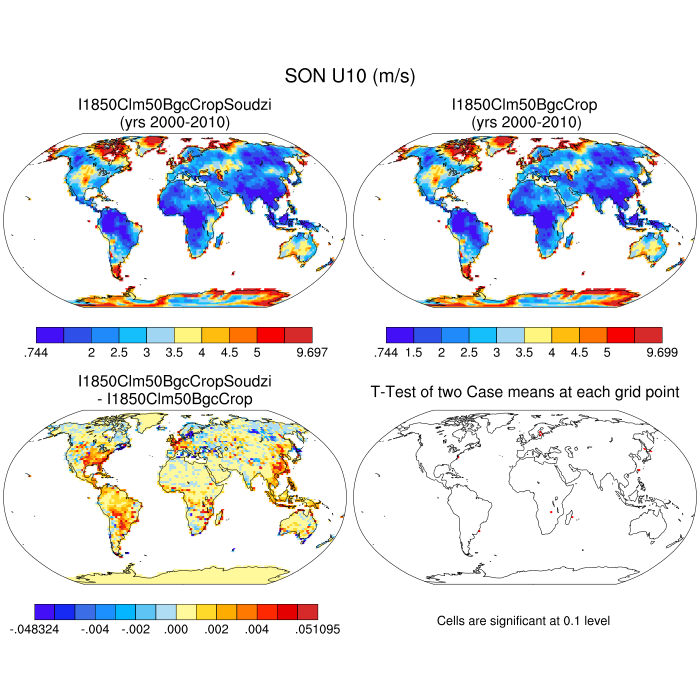 SON U10 (m/s)
I1850Clm50BgcCropSoudzi
(yrs 2000-2010)
I1850Clm50BgcCrop
(yrs 2000-2010)
.744 2 2.5 3 3.5 4 4.5 5 9.697
.744 1.5 2 2.5 3 3.5 4 4.5 5 9.699
I1850Clm50BgcCropSoudzi
- I1850Clm50BgcCrop
T-Test of two Case means at each grid point
-.048324 -.004 -.002 .000 .002 .004 .051095
Cells are significant at 0.1 level